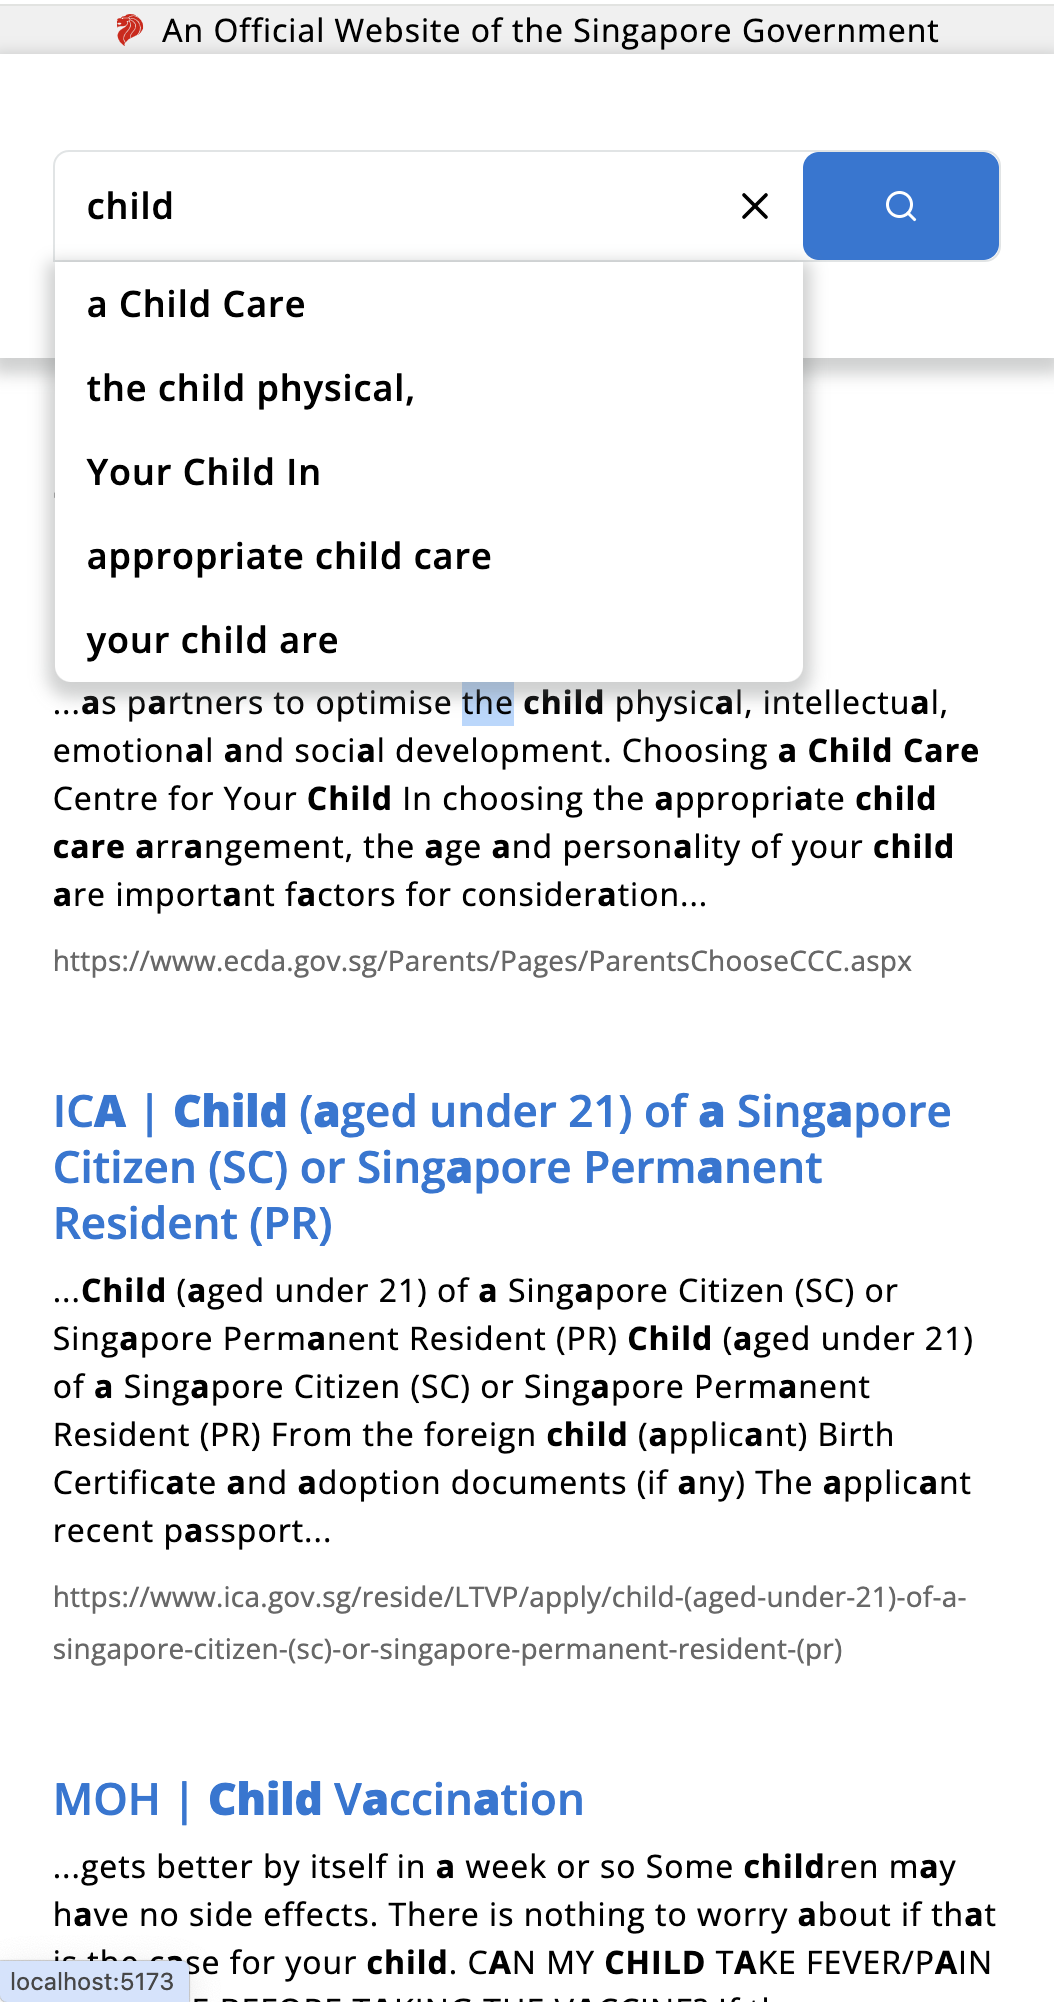 An Official Website of the Singapore Government
child
a Child Care
the child physical,
Your Child In
appropriate child care
your child are
...as partners to optimise the child physical, intellectual,
emotional and social development. Choosing a Child Care
Centre for Your Child In choosing the appropriate child
care arrangement, the age and personality of your child
are important factors for consideration...
https://www.ecda.gov.sg/Parents/Pages/ParentsChooseCCC.aspx
ICA | Child (aged under 21) of a Singapore
Citizen (SC) or Singapore Permanent
Resident (PR)
...Child (aged under 21) of a Singapore Citizen (SC) or
Singapore Permanent Resident (PR) Child (aged under 21)
of a Singapore Citizen (SC) or Singapore Permanent
Resident (PR) From the foreign child (applicant) Birth
Certificate and adoption documents (if any) The applicant
recent passport...
https://www.ica.gov.sg/reside/LTVP/apply/child-(aged-under-21)-of-a-
singapore-citizen-(sc)-or-singapore-permanent-resident-(pr)
MOH | Child Vaccination
...gets better by itself in a week or so Some children may
have no side effects. There is nothing to worry about if that
is the case for your child. CAN MY CHILD TAKE FEVER/PAIN
BEFORE TAKING THE VACCINE? If the
localhost:5173